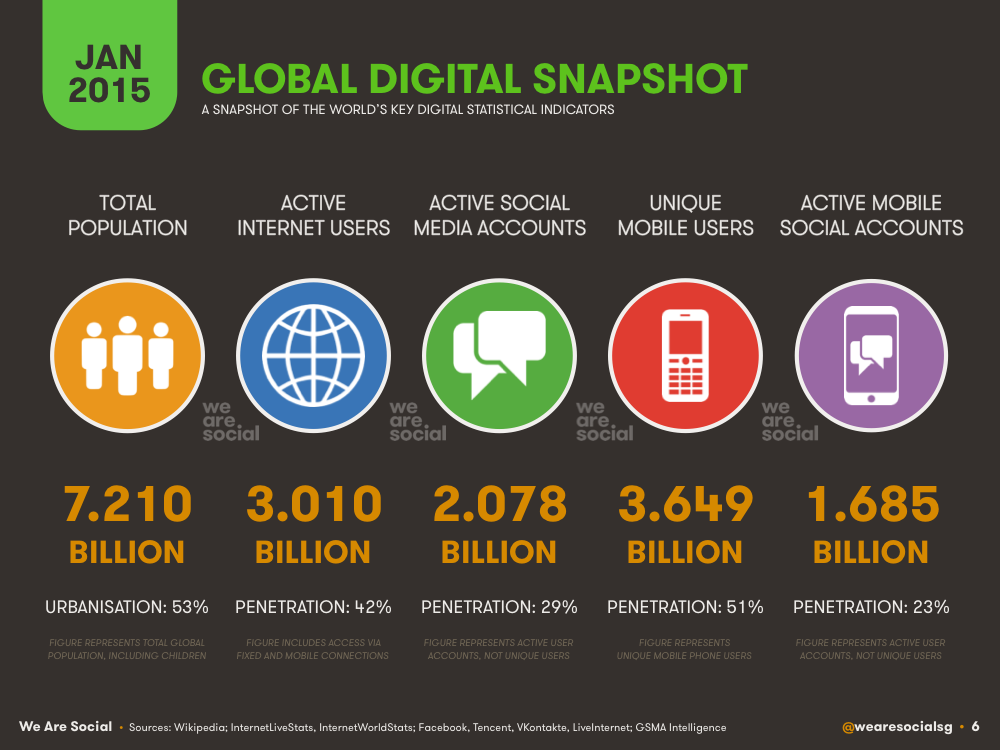 JAN
2015
GLOBAL DIGITAL SNAPSHOT
A SNAPSHOT OF THE WORLD'S KEY DIGITAL STATISTICAL INDICATORS
TOTAL
POPULATION
ACTIVE
INTERNET USERS
ACTIVE SOCIAL
MEDIA ACCOUNTS
UNIQUE
MOBILE USERS
ACTIVE MOBILE
SOCIAL ACCOUNTS
we
are
social
we
are
social
we
are
social
we
are
social
7.210
BILLION
3.010
BILLION
2.078
BILLION
3.649
BILLION
1.685
BILLION
URBANISATION: 53%
PENETRATION: 42%
PENETRATION: 29%
PENETRATION: 51%
PENETRATION: 23%
FIGURE REPRESENTS TOTAL GLOBAL
POPULATION, INCLUDING CHILDREN
FIGURE INCLUDES ACCESS VIA
FIXED AND MOBILE CONNECTIONS
FIGURE REPRESENTS ACTIVE USER
ACCOUNTS, NOT UNIQUE USERS
FIGURE REPRESENTS
UNIQUE MOBILE PHONE USERS
FIGURE REPRESENTS ACTIVE USER
ACCOUNTS, NOT UNIQUE USERS
We Are Social • Sources: Wikipedia; InternetLiveStats, InternetWorldStats; Facebook, Tencent, VKontakte, LiveInternet; GSMA Intelligence
@wearesocialsg • 6